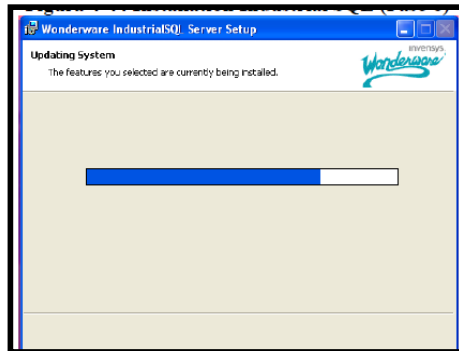 Wonderware IndustrialSQL Server Setup
Updating System
The features you selected are currently being installed.
invensys
Wonderware